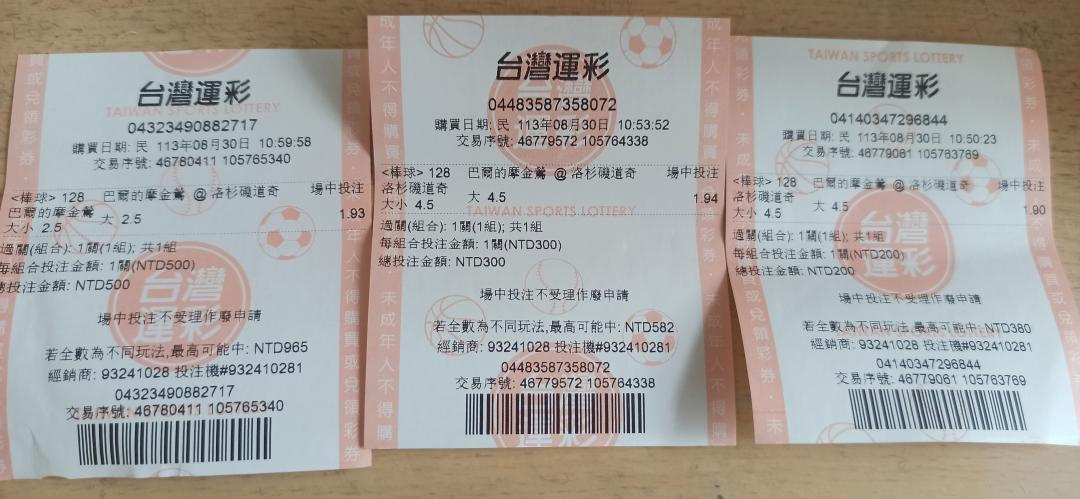 台灣運彩
TAIWAN SPORTS LOTTERY
04323490882717
購買日期: 民 113年08月30日 10:59:58
交易序號: 46780411 105765340
<棒球> 128 巴爾的摩金鶯 @ 洛杉磯道奇 場中投注
巴爾的摩金鶯
大小 2.5 大 2.5 1.93
過關(組合): 1關(1組); 共1組
每組合投注金額: 1關(NTD500)
總投注金額: NTD500
場中投注不受理作廢申請
若全數為不同玩法,最高可能中: NTD965
經銷商: 93241028 投注機#932410281
04323490882717
交易序號: 46780411 105765340
台灣運彩
04483587358072
購買日期: 民 113年08月30日 10:53:52
交易序號: 46779572 105764338
<棒球> 128 巴爾的摩金鶯 @ 洛杉磯道奇 場中投注
洛杉磯道奇
大小 4.5 大 4.5 1.94
TAIWAN SPORTS LOTTERY
過關(組合): 1關(1組); 共1組
每組合投注金額: 1關(NTD300)
總投注金額: NTD300
場中投注不受理作廢申請
若全數為不同玩法,最高可能中: NTD582
經銷商: 93241028 投注機#932410281
04483587358072
交易序號: 46779572 105764338
TAIWAN SPORTS LOTTERY
台灣運彩
04140347296844
購買日期: 民 113年08月30日 10:50:23
交易序號: 46779061 105763769
<棒球> 128 巴爾的摩金鶯 @ 洛杉磯道奇 場中投注
洛杉磯道奇
大小 4.5 大 4.5 1.90
過關(組合): 1關(1組); 共1組
每組合投注金額: 1關(NTD200)
總投注金額: NTD200
場中投注不受理作廢申請
若全數為不同玩法,最高可能中: NTD380
經銷商: 93241028 投注機#932410281
04140347296844
交易序號: 46779061 105763769